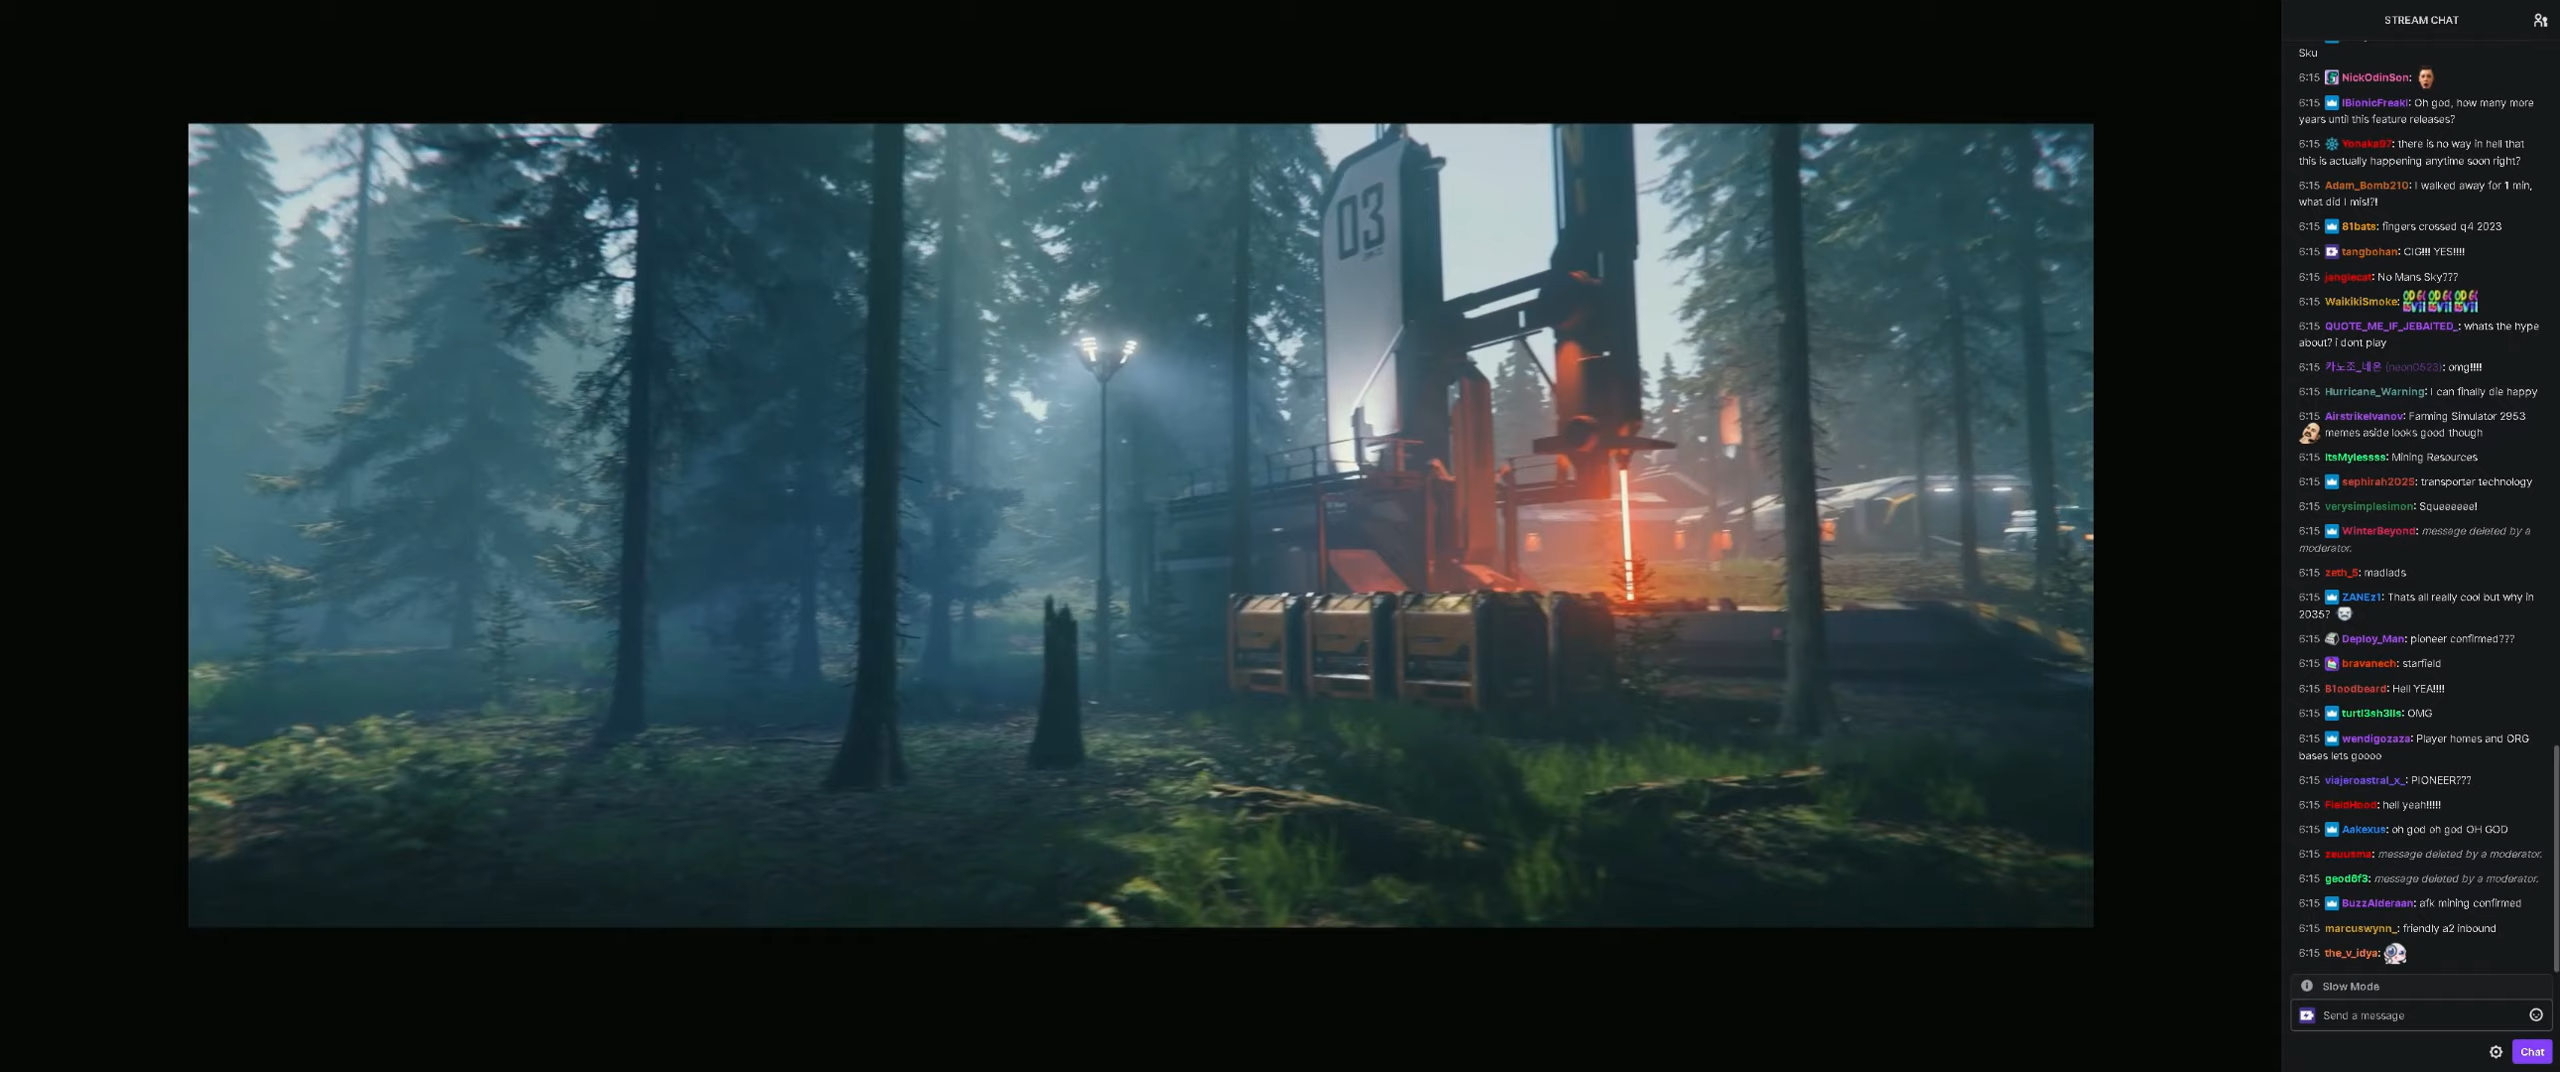 03
STREAM CHAT
Sku
6:15 NickOdinSon:
6:15 IBionicFreakI: Oh god, how many more
years until this feature releases?
6:15 Yonaka97: there is no way in hell that
this is actually happening anytime soon right?
6:15 Adam_Bomb210: I walked away for 1 min,
what did I mis!?!
6:15 81bats: fingers crossed q4 2023
6:15 tangbohan: CIG!!! YES!!!!
6:15 janglecat: No Mans Sky???
6:15 WaikikiSmoke:
6:15 QUOTE_ME_IF_JEBAITED_: whats the hype
about? i dont play
6:15 카노조_네온 (neon0523): omg!!!!
6:15 Hurricane_Warning: I can finally die happy
6:15 AirstrikeIvanov: Farming Simulator 2953
memes aside looks good though
6:15 ItsMylessss: Mining Resources
6:15 sephirah2025: transporter technology
6:15 verysimplesimon: Squeeeeee!
6:15 WinterBeyond: message deleted by a
moderator.
6:15 zeth_5: madlads
6:15 ZANEz1: Thats all really cool but why in
2035?
6:15 Deploy_Man: pioneer confirmed???
6:15 bravanech: starfield
6:15 B1oodbeard: Hell YEA!!!!
6:15 turtl3sh3lls: OMG
6:15 wendigozaza: Player homes and ORG
bases lets goooo
6:15 viajeroastral_x_: PIONEER???
6:15 FieldHood: hell yeah!!!!!
6:15 Aakexus: oh god oh god OH GOD
6:15 zeuusma: message deleted by a moderator.
6:15 geod6f3: message deleted by a moderator.
6:15 BuzzAlderaan: afk mining confirmed
6:15 marcuswynn_: friendly a2 inbound
6:15 the_v_idya:
Slow Mode
Send a message
Chat